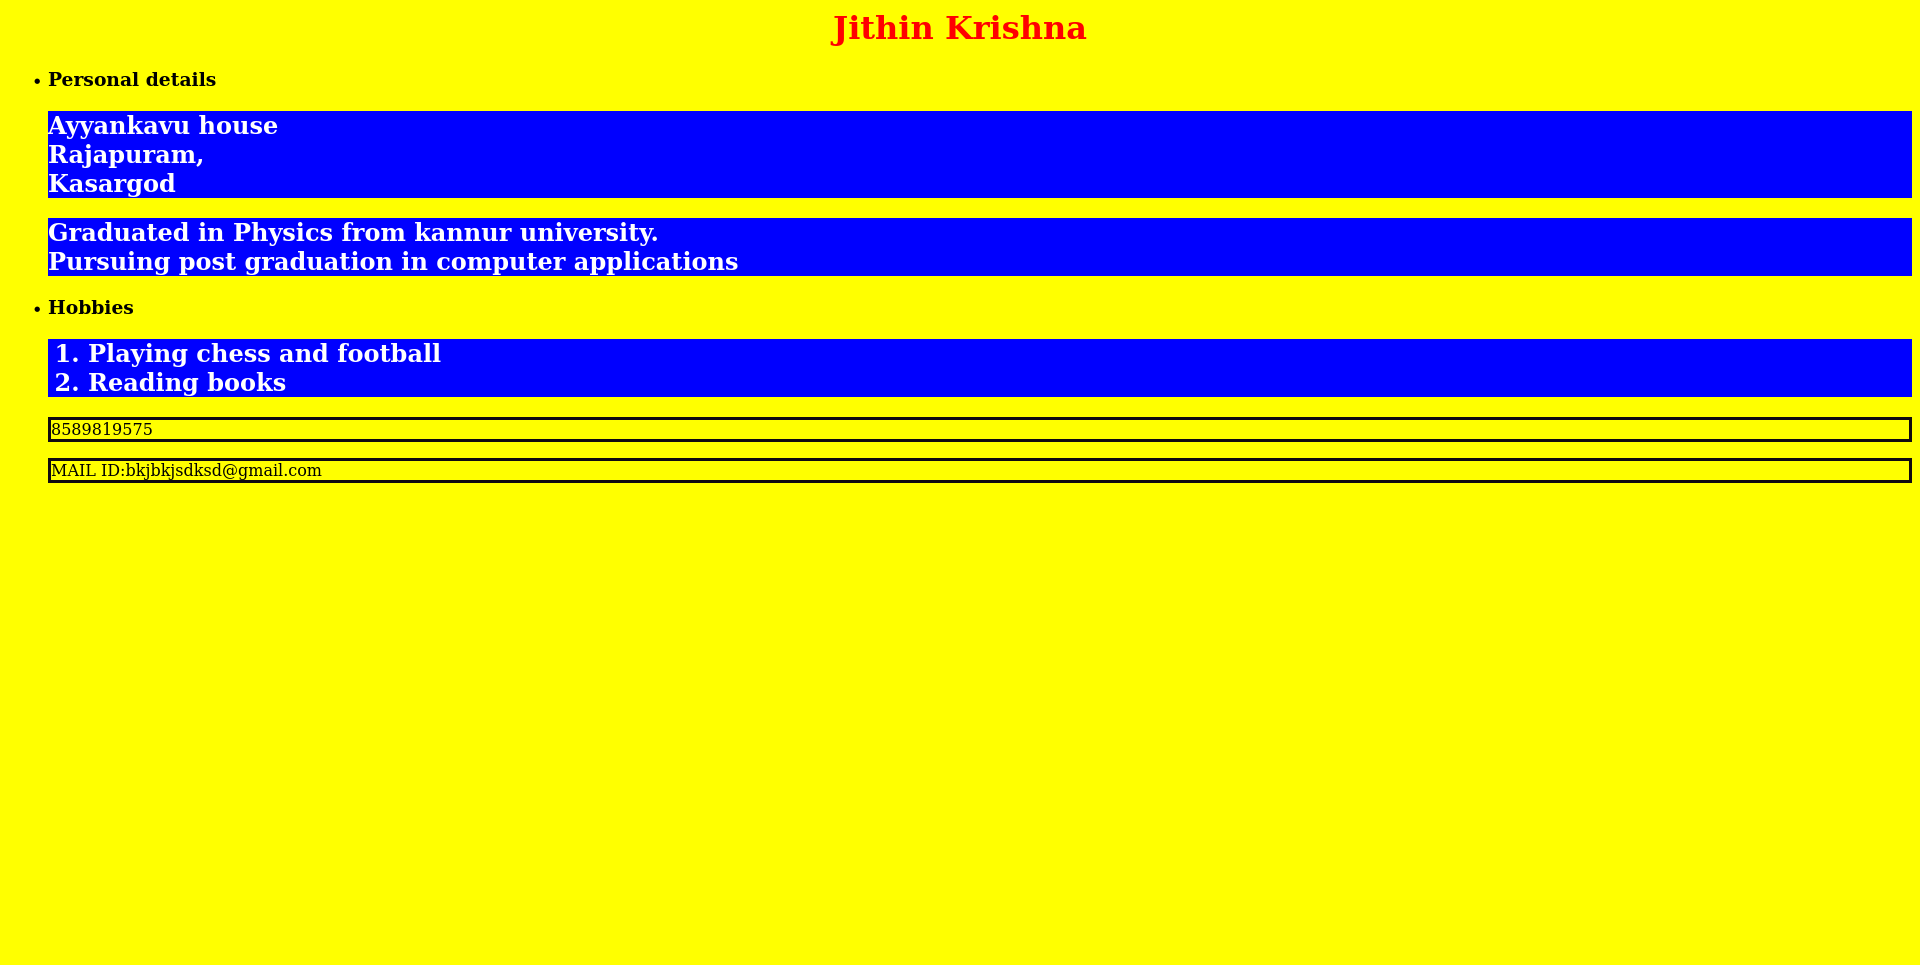 Jithin Krishna
• Personal details
Ayyankavu house
Rajapuram,
Kasargod
Graduated in Physics from kannur university.
Pursuing post graduation in computer applications
• Hobbies
1. Playing chess and football
2. Reading books
8589819575
MAIL ID:bkjbkjsdksd@gmail.com